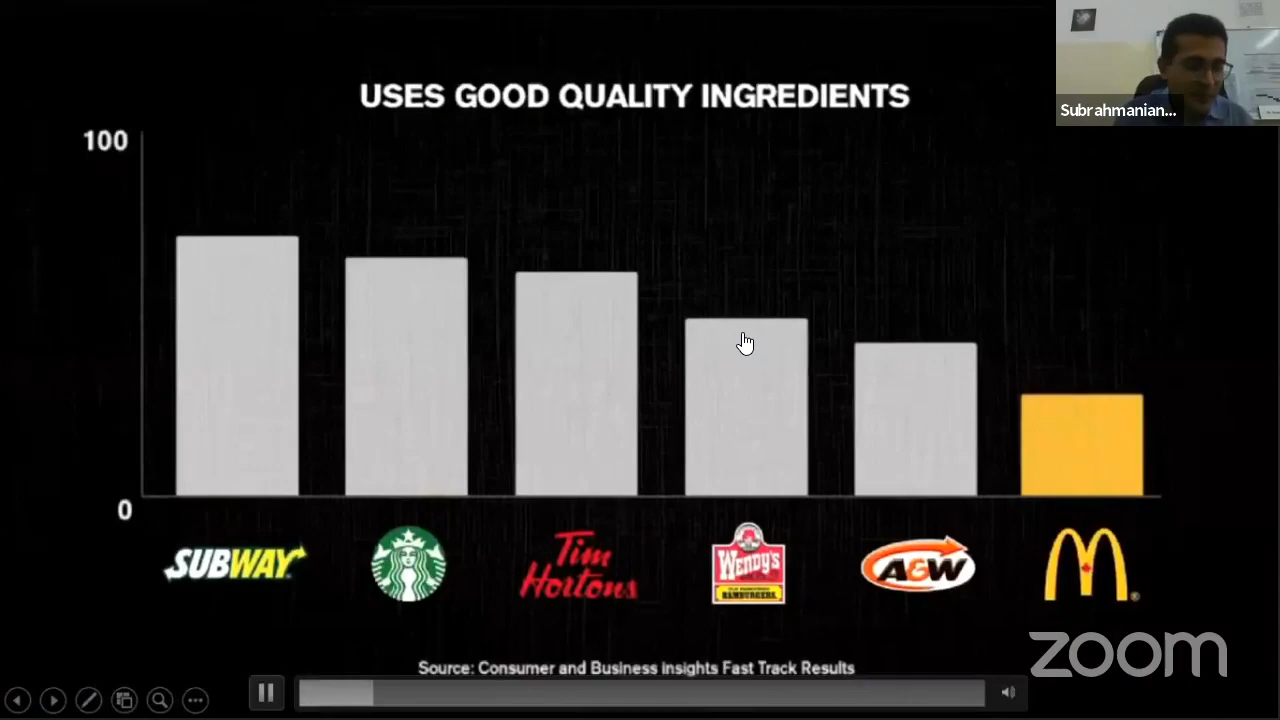 Subrahmanian...
USES GOOD QUALITY INGREDIENTS
100
0
SUBWAY
Tim
Hortons
WENDY'S
HAMBURGERS
A&W
M
Source: Consumer and Business Insights Fast Track Results
zoom